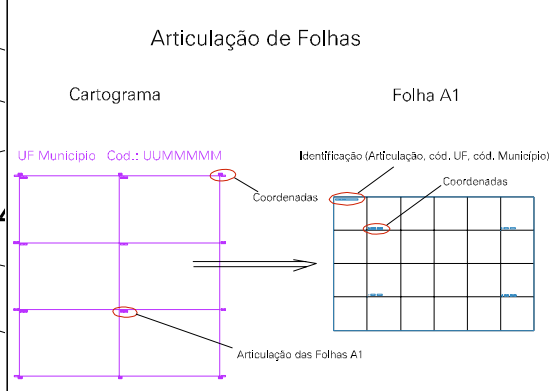 Articulação de Folhas
Cartograma
Folha A1
UF Municipio Cod.: UUMMMMM
Identificação (Articulação, cód. UF, cód. Município)
Coordenadas
Coordenadas
Articulação das Folhas A1